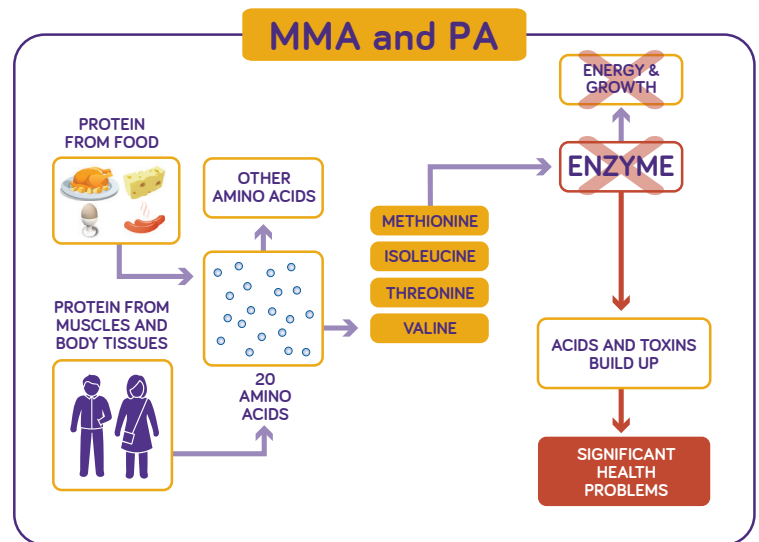 MMA and PA
PROTEIN
FROM FOOD
OTHER
AMINO ACIDS
PROTEIN FROM
MUSCLES AND
BODY TISSUES
20
AMINO
ACIDS
METHIONINE
ISOLEUCINE
THREONINE
VALINE
ENERGY &
GROWTH
ENZYME
ACIDS AND TOXINS
BUILD UP
SIGNIFICANT
HEALTH
PROBLEMS